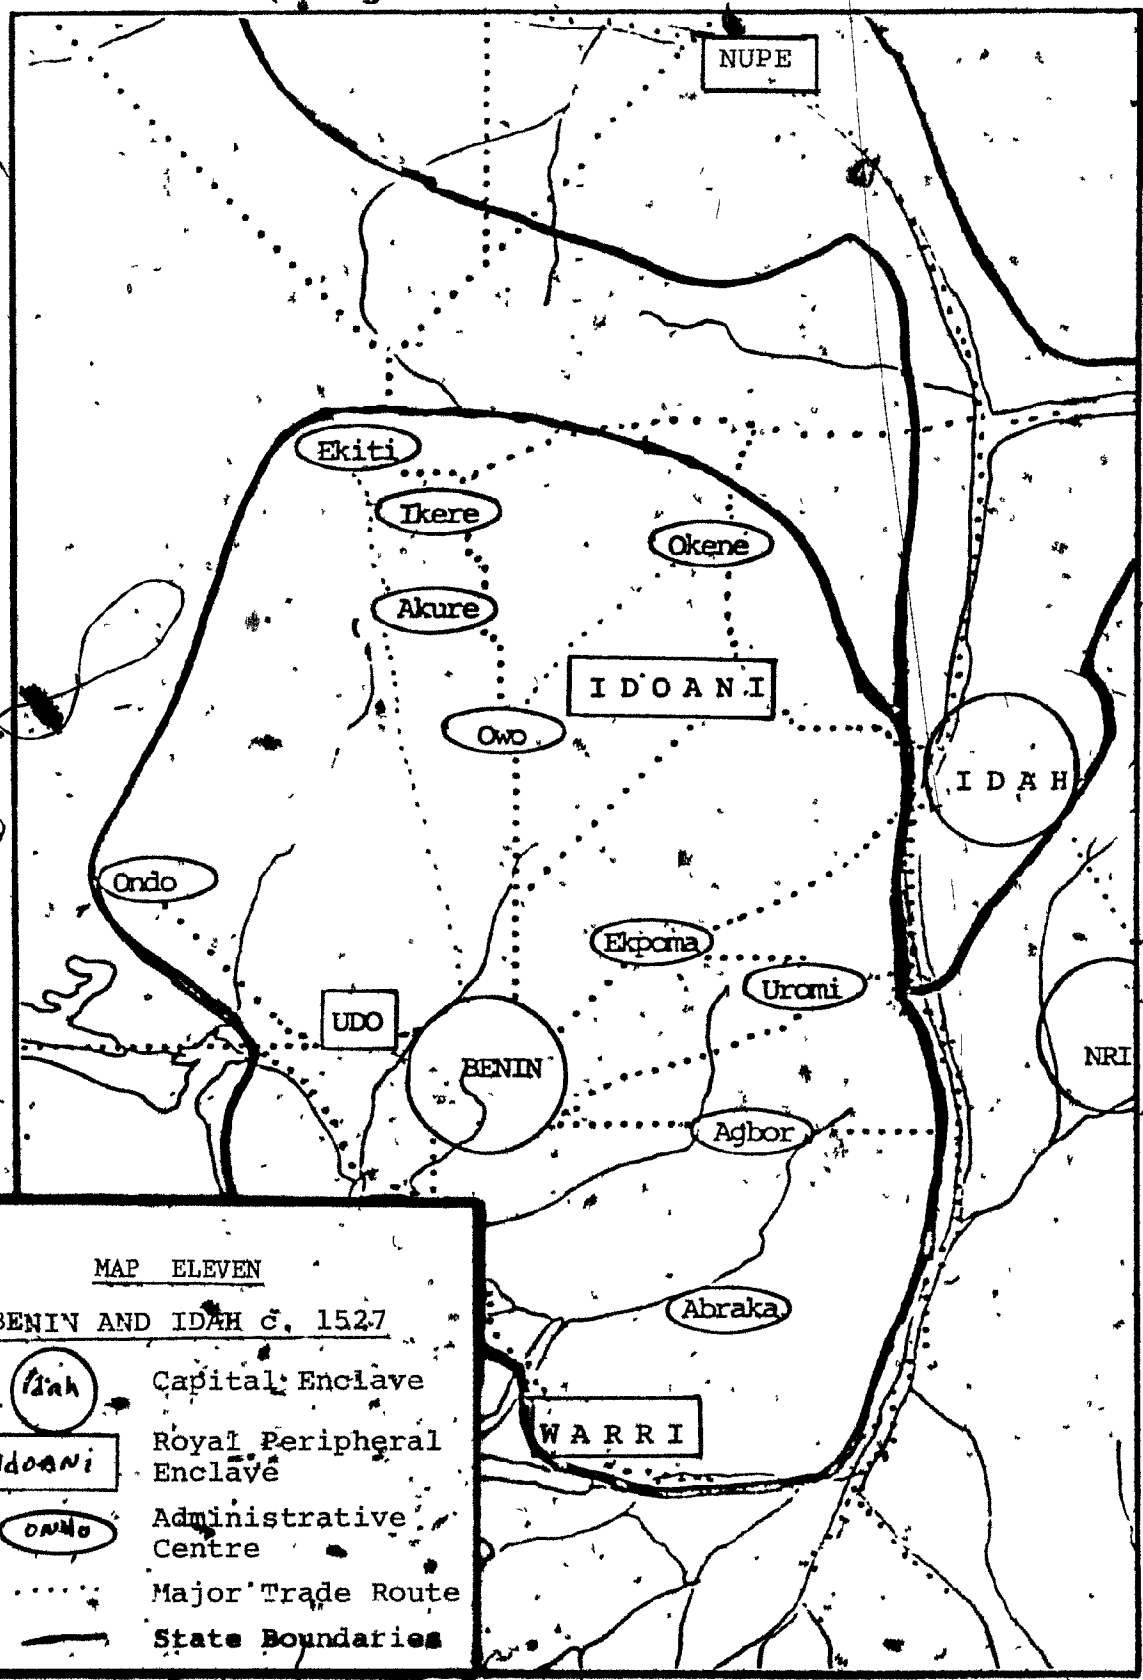 NUPE
Ekiti
Ikere
Okene
Akure
IDOANI
Owo
IDAH
Ondo
Ekpoma
Uromi
UDO
BENIN
NRI
Agbor
Abraka
WARRI
MAP ELEVEN
BENIN AND IDAH c. 1527
Idah Capital Enclave
IdOANi Royal Peripheral
Enclave
Administrative
Centre
Major Trade Route
State Boundaries